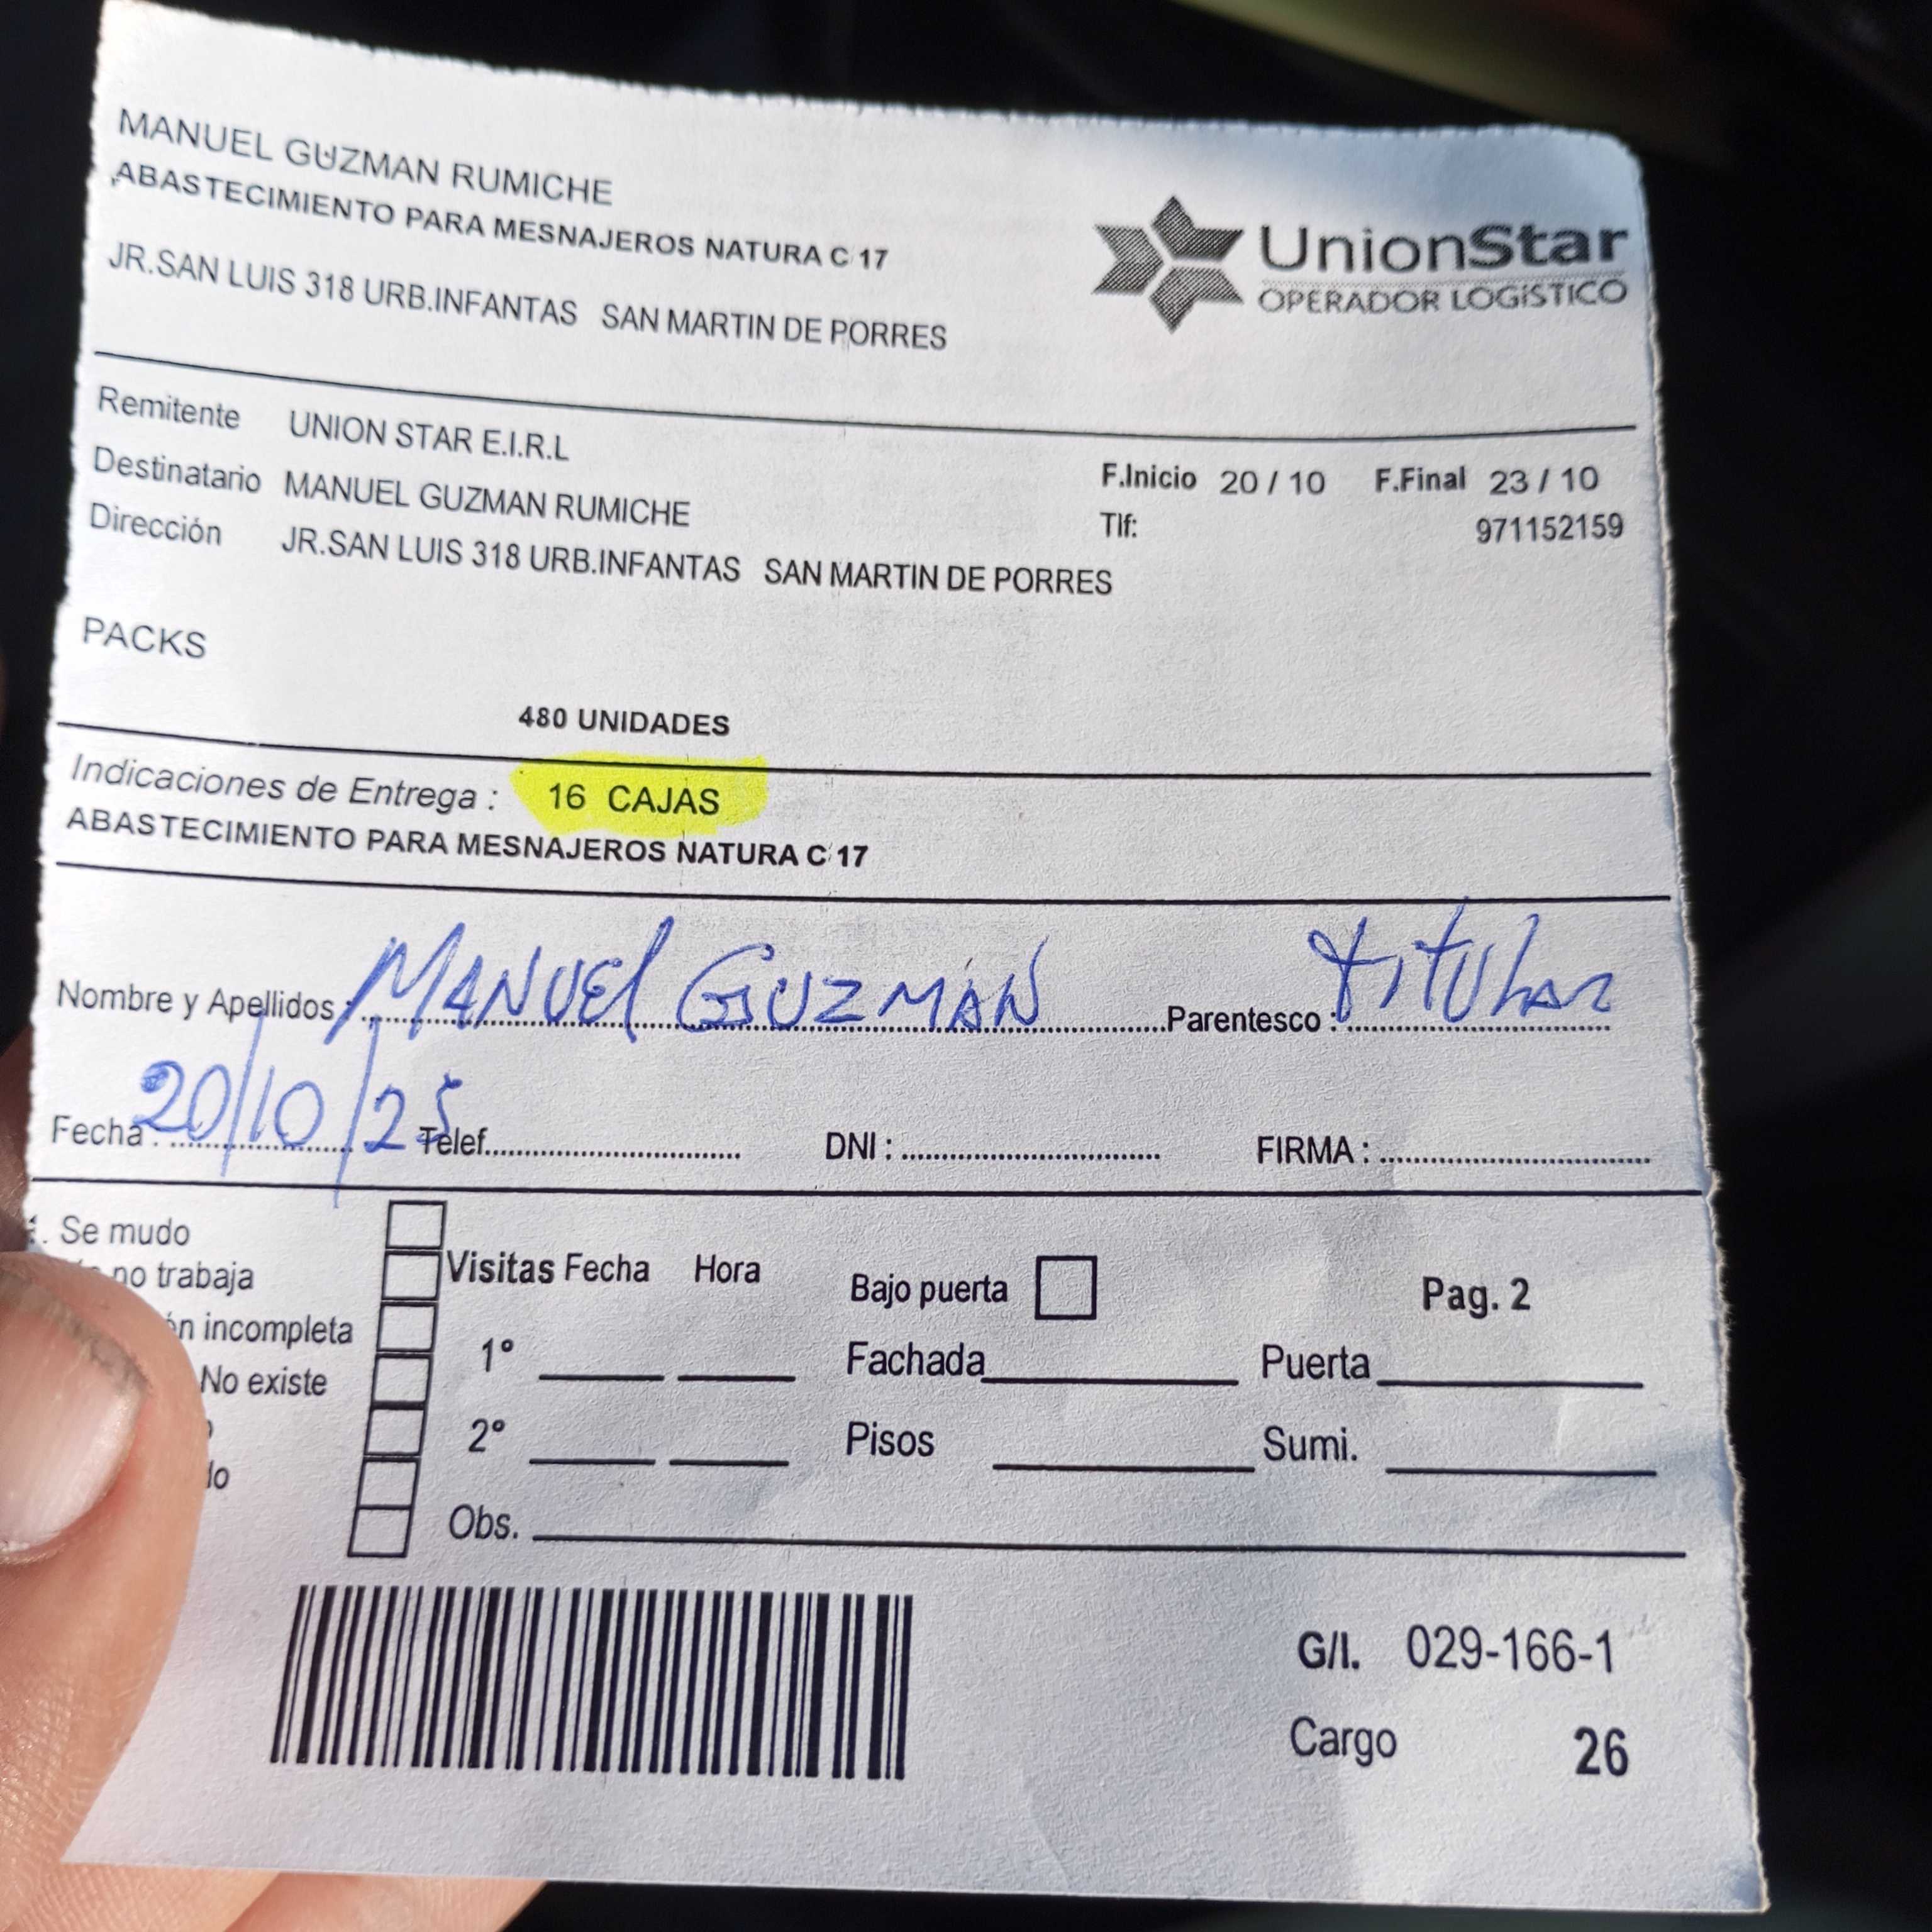 MANUEL GUZMAN RUMICHE
ABASTECIMIENTO PARA MESNAJEROS NATURA C 17
JR.SAN LUIS 318 URB.INFANTAS SAN MARTIN DE PORRES
UnionStar
OPERADOR LOGÍSTICO
Remitente UNION STAR E.I.R.L
Destinatario MANUEL GUZMAN RUMICHE
Dirección JR.SAN LUIS 318 URB.INFANTAS SAN MARTIN DE PORRES
F.Inicio 20 / 10 F.Final 23 / 10
Tlf: 971152159
PACKS
480 UNIDADES
Indicaciones de Entrega : 16 CAJAS
ABASTECIMIENTO PARA MESNAJEROS NATURA C 17
Nombre y Apellidos : MANUEL GUZMAN Parentesco : titular
Fecha : 20/10/25 Telef. DNI : FIRMA :
Se mudo
no trabaja
incompleta
No existe
Visitas Fecha Hora
1°
2°
Obs.
Bajo puerta Pag. 2
Fachada Puerta
Pisos Sumi.
G/I. 029-166-1
Cargo 26